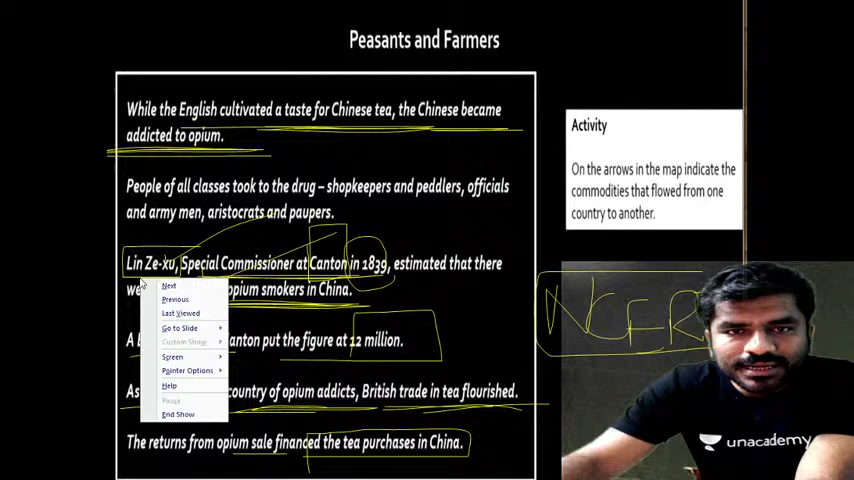 Peasants and Farmers
While the English cultivated a taste for Chinese tea, the Chinese became
addicted to opium.
People of all classes took to the drug – shopkeepers and peddlers, officials
and army men, aristocrats and paupers.
Lin Ze-xu, Special Commissioner at Canton in 1839, estimated that there
we opium smokers in China.
A anton put the figure at 12 million.
As country of opium addicts, British trade in tea flourished.
The returns from opium sale financed the tea purchases in China.
Next
Previous
Last Viewed
Go to Slide
Custom Show
Screen
Pointer Options
Help
Pause
End Show
Activity
On the arrows in the map indicate the
commodities that flowed from one
country to another.
NCER
unacademy